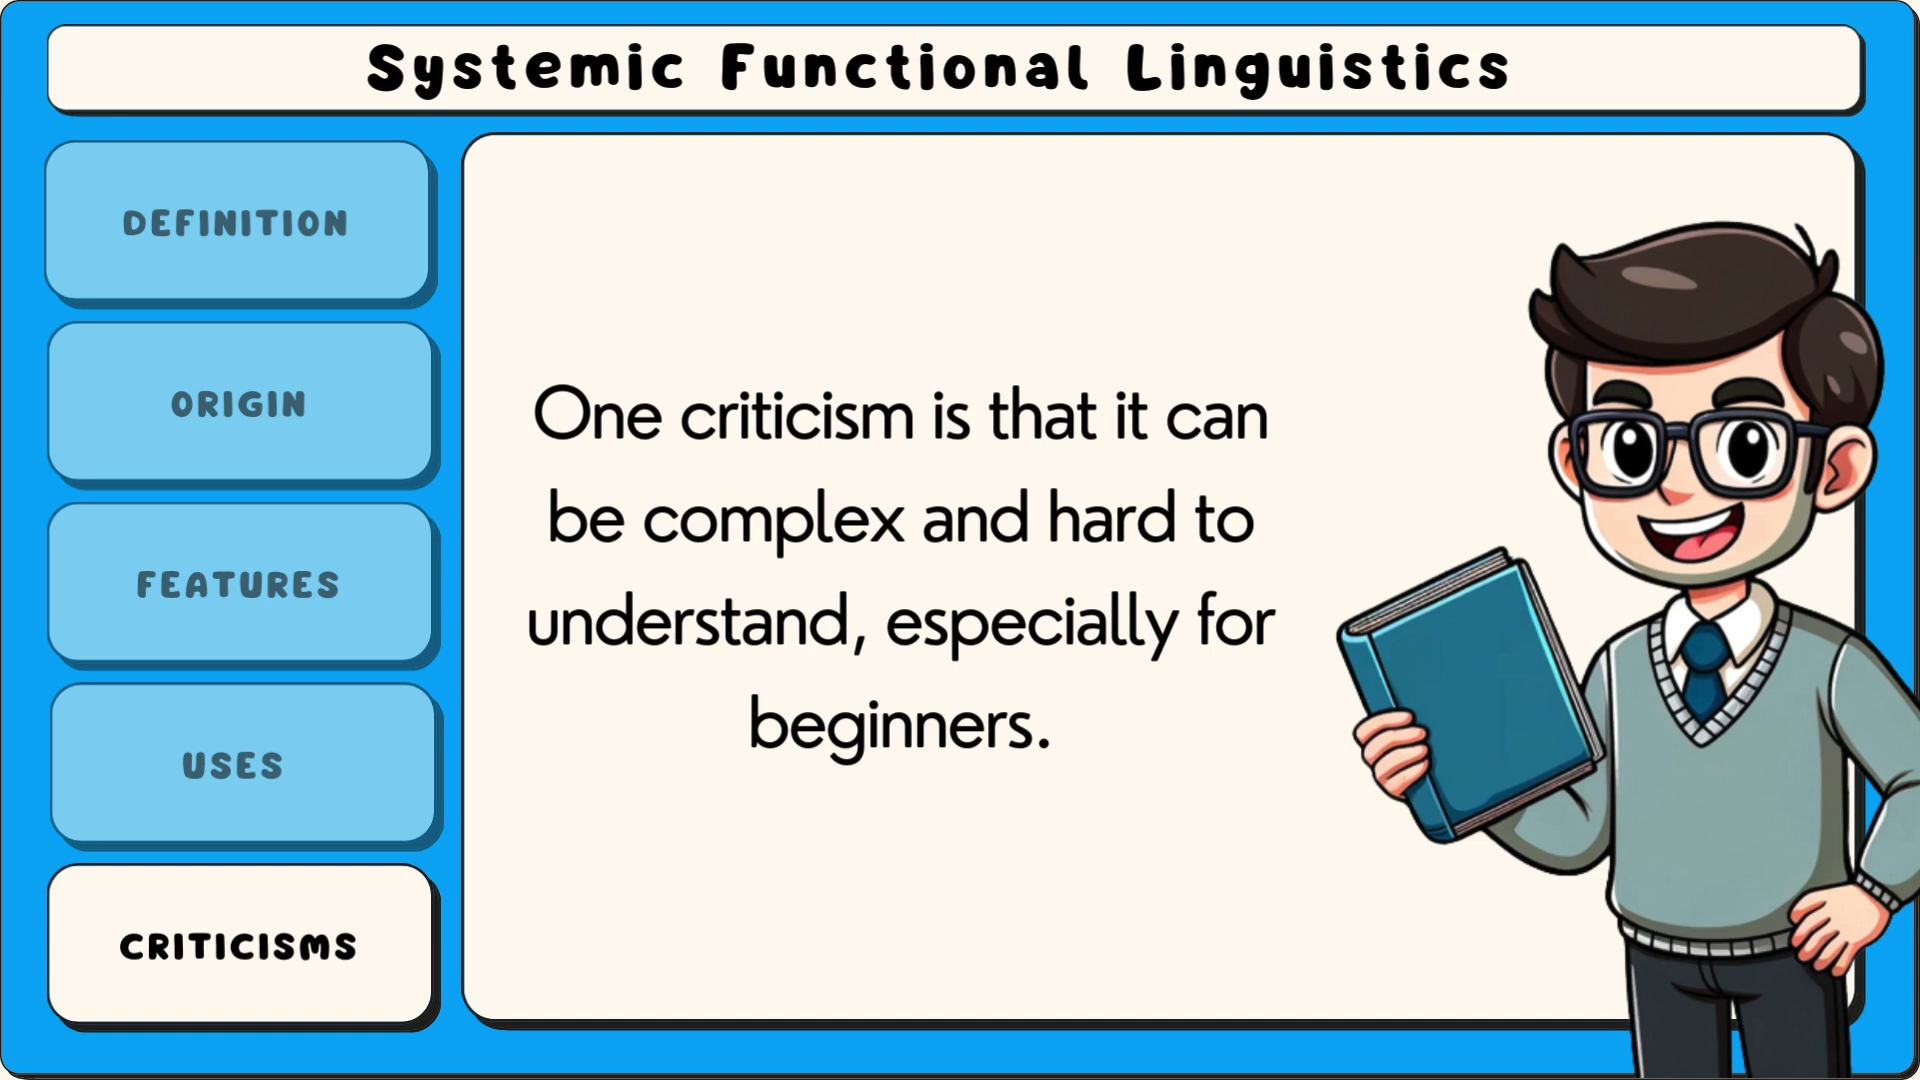 Systemic Functional Linguistics
DEFINITION
ORIGIN
FEATURES
USES
CRITICISMS
One criticism is that it can
be complex and hard to
understand, especially for
beginners.